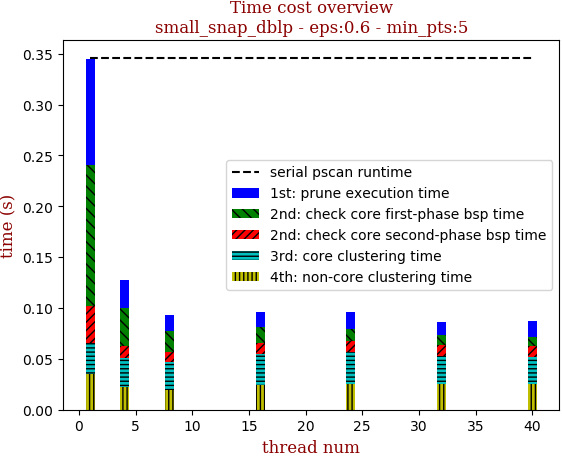 Time cost overview
small_snap_dblp - eps:0.6 - min_pts:5
time (s)
0.35
0.30
0.25
0.20
0.15
0.10
0.05
0.00
serial pscan runtime
1st: prune execution time
2nd: check core first-phase bsp time
2nd: check core second-phase bsp time
3rd: core clustering time
4th: non-core clustering time
0 5 10 15 20 25 30 35 40
thread num